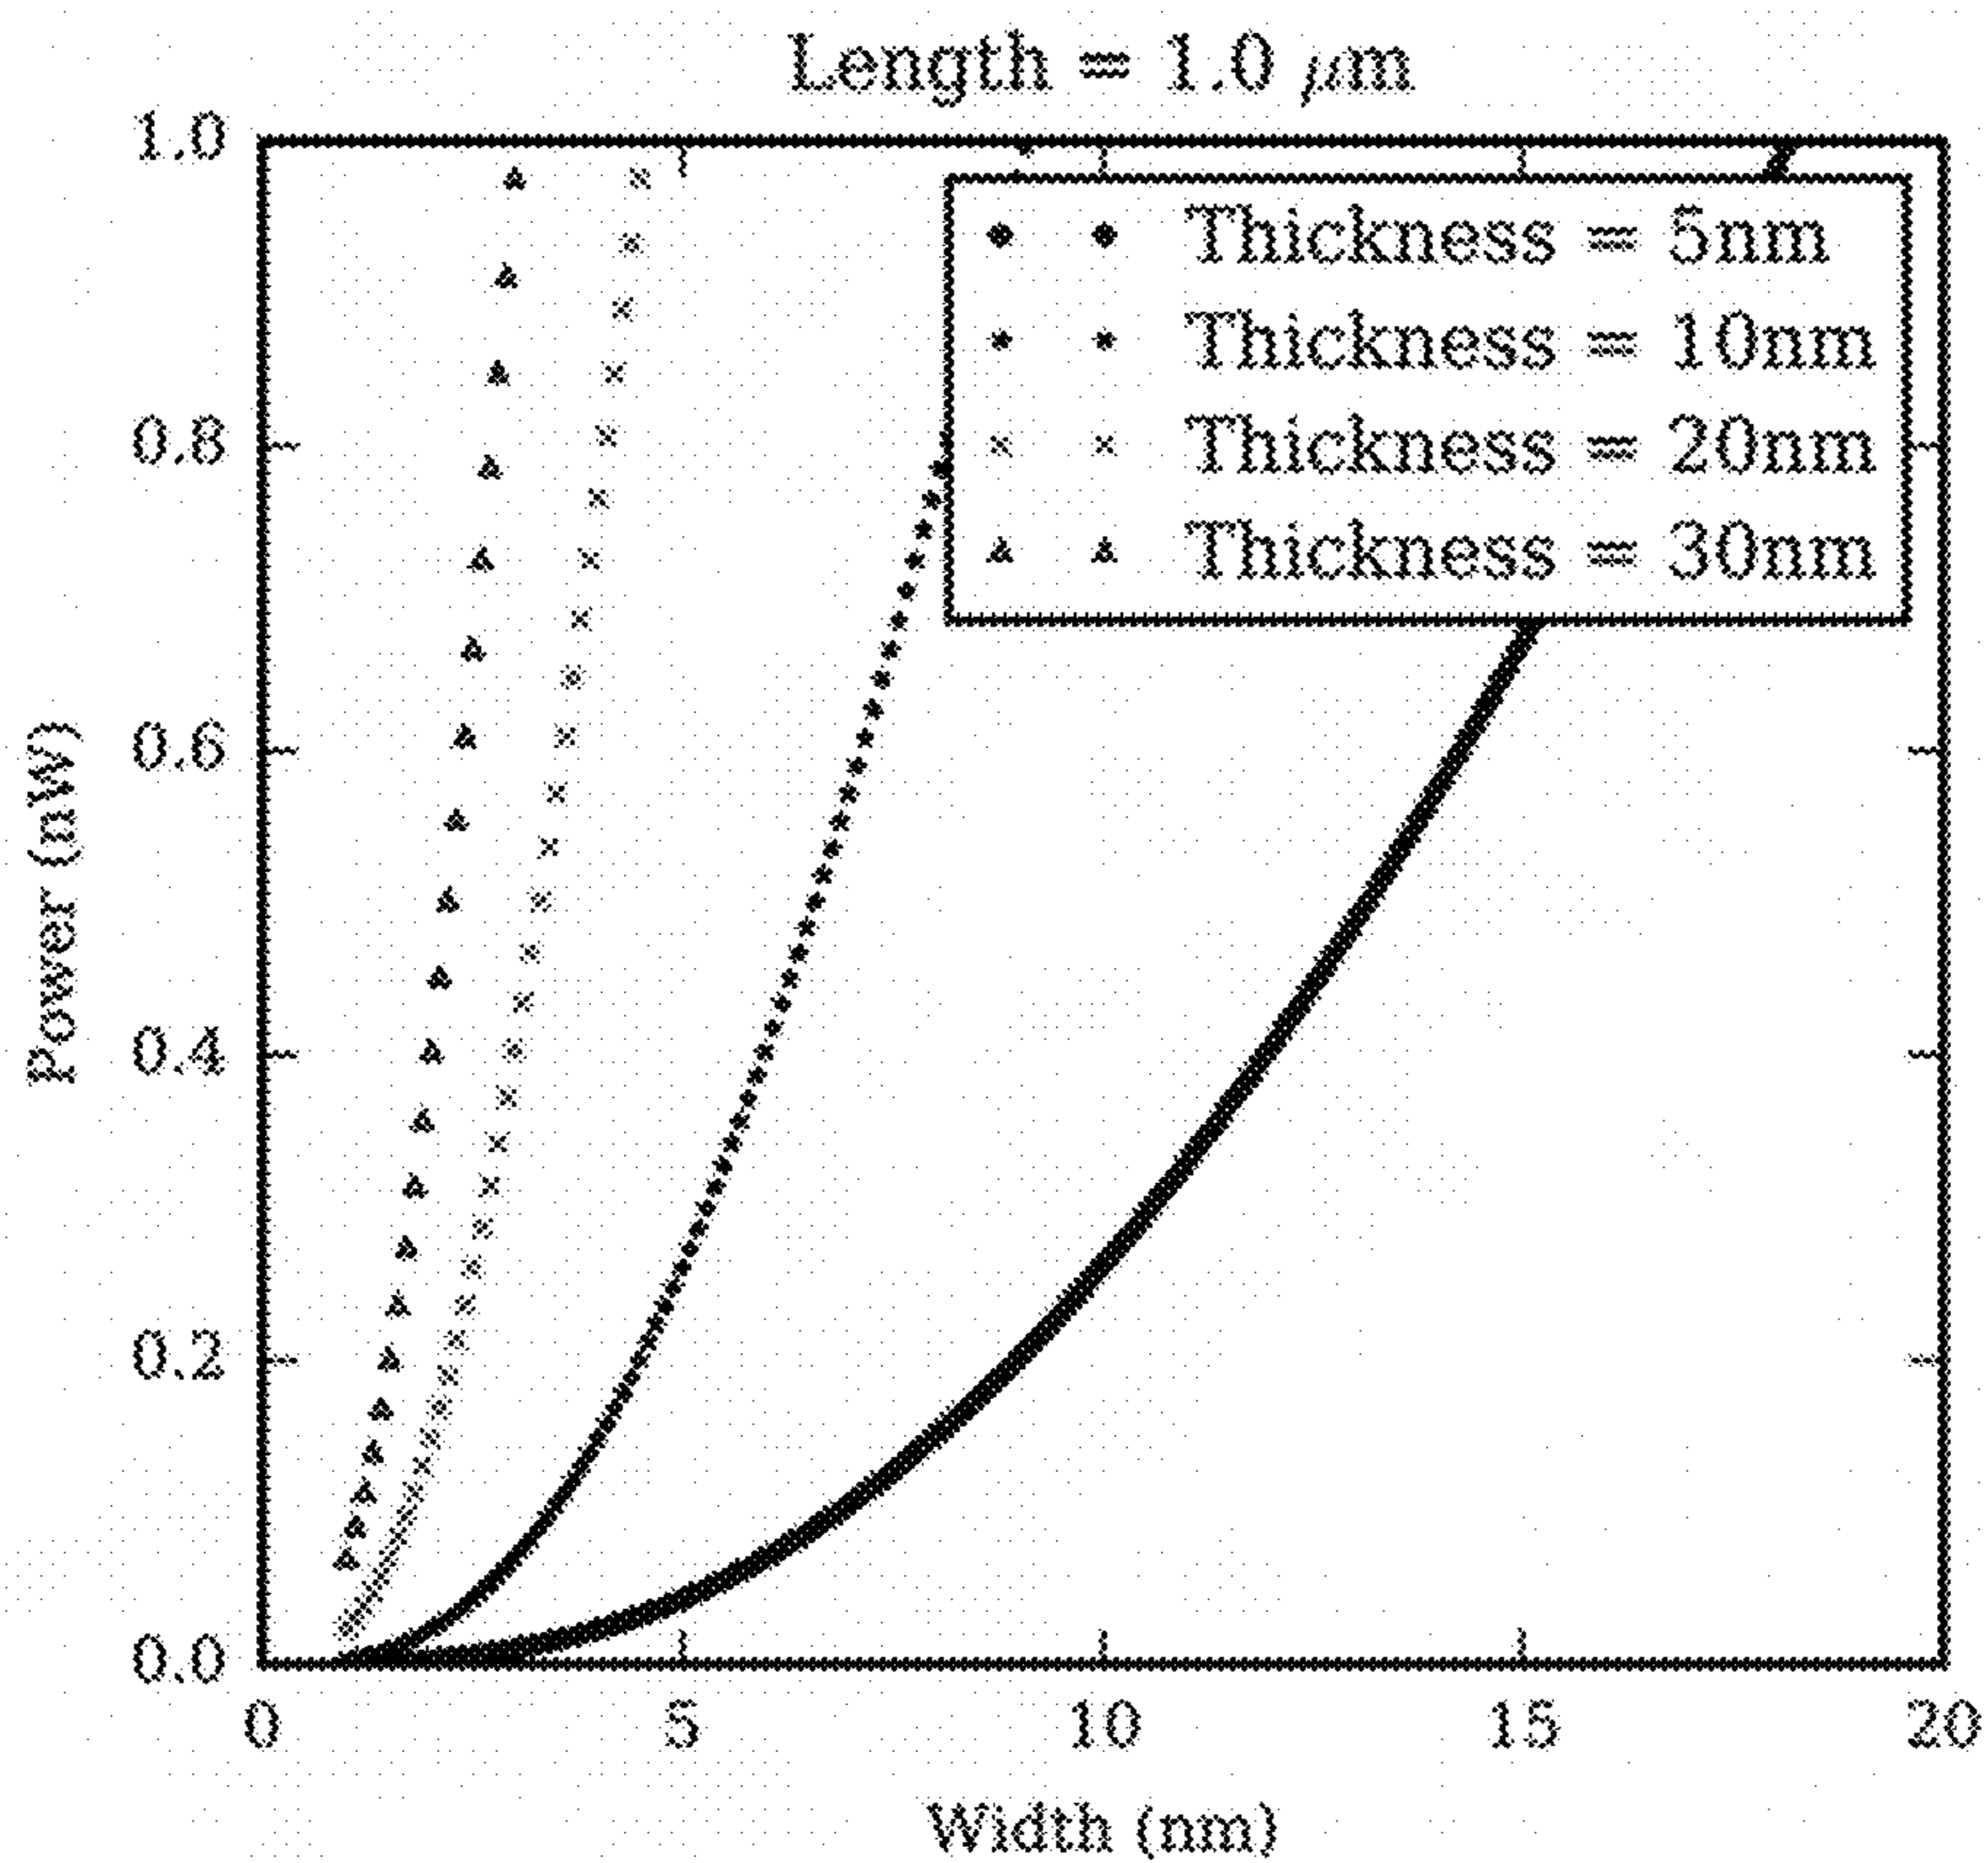 Length = 1.0 μm
1.0
0.8
0.6
0.4
0.2
0.0
Power (mW)
Thickness = 5nm
Thickness = 10nm
Thickness = 20nm
Thickness = 30nm
0 5 10 15 20
Width (nm)